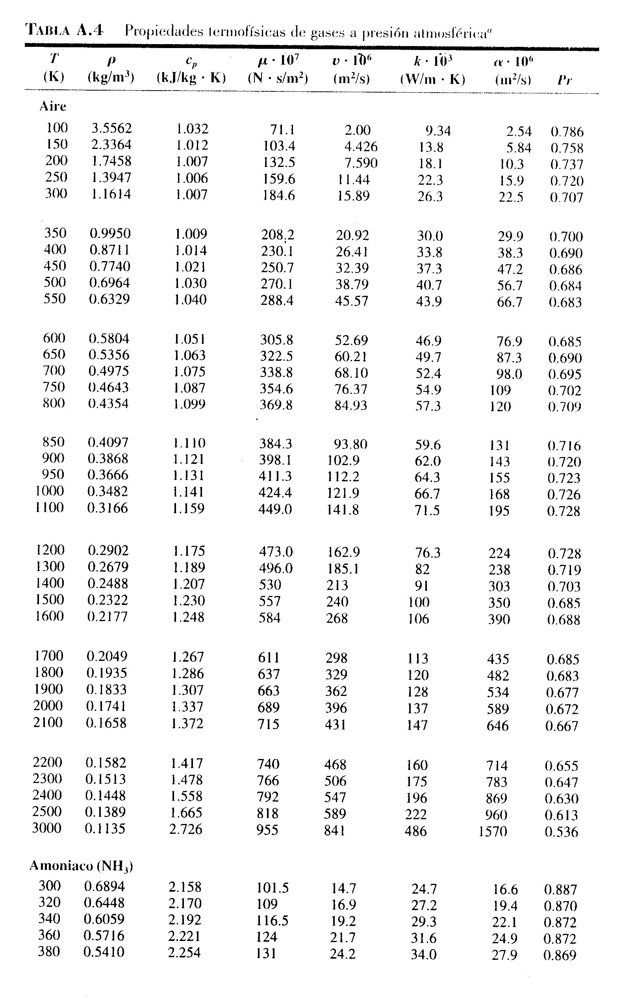 TABLA A.4 Propiedades termofísicas de gases a presión atmosférica^a
T ρ c_p μ · 10⁷ ν · 10⁶ k · 10³ α · 10⁶
(K) (kg/m³) (kJ/kg · K) (N · s/m²) (m²/s) (W/m · K) (m²/s) Pr
Aire
100 3.5562 1.032 71.1 2.00 9.34 2.54 0.786
150 2.3364 1.012 103.4 4.426 13.8 5.84 0.758
200 1.7458 1.007 132.5 7.590 18.1 10.3 0.737
250 1.3947 1.006 159.6 11.44 22.3 15.9 0.720
300 1.1614 1.007 184.6 15.89 26.3 22.5 0.707
350 0.9950 1.009 208.2 20.92 30.0 29.9 0.700
400 0.8711 1.014 230.1 26.41 33.8 38.3 0.690
450 0.7740 1.021 250.7 32.39 37.3 47.2 0.686
500 0.6964 1.030 270.1 38.79 40.7 56.7 0.684
550 0.6329 1.040 288.4 45.57 43.9 66.7 0.683
600 0.5804 1.051 305.8 52.69 46.9 76.9 0.685
650 0.5356 1.063 322.5 60.21 49.7 87.3 0.690
700 0.4975 1.075 338.8 68.10 52.4 98.0 0.695
750 0.4643 1.087 354.6 76.37 54.9 109 0.702
800 0.4354 1.099 369.8 84.93 57.3 120 0.709
850 0.4097 1.110 384.3 93.80 59.6 131 0.716
900 0.3868 1.121 398.1 102.9 62.0 143 0.720
950 0.3666 1.131 411.3 112.2 64.3 155 0.723
1000 0.3482 1.141 424.4 121.9 66.7 168 0.726
1100 0.3166 1.159 449.0 141.8 71.5 195 0.728
1200 0.2902 1.175 473.0 162.9 76.3 224 0.728
1300 0.2679 1.189 496.0 185.1 82 238 0.719
1400 0.2488 1.207 530 213 91 303 0.703
1500 0.2322 1.230 557 240 100 350 0.685
1600 0.2177 1.248 584 268 106 390 0.688
1700 0.2049 1.267 611 298 113 435 0.685
1800 0.1935 1.286 637 329 120 482 0.683
1900 0.1833 1.307 663 362 128 534 0.677
2000 0.1741 1.337 689 396 137 589 0.672
2100 0.1658 1.372 715 431 147 646 0.667
2200 0.1582 1.417 740 468 160 714 0.655
2300 0.1513 1.478 766 506 175 783 0.647
2400 0.1448 1.558 792 547 196 869 0.630
2500 0.1389 1.665 818 589 222 960 0.613
3000 0.1135 2.726 955 841 486 1570 0.536
Amoniaco (NH₃)
300 0.6894 2.158 101.5 14.7 24.7 16.6 0.887
320 0.6448 2.170 109 16.9 27.2 19.4 0.870
340 0.6059 2.192 116.5 19.2 29.3 22.1 0.872
360 0.5716 2.221 124 21.7 31.6 24.9 0.872
380 0.5410 2.254 131 24.2 34.0 27.9 0.869